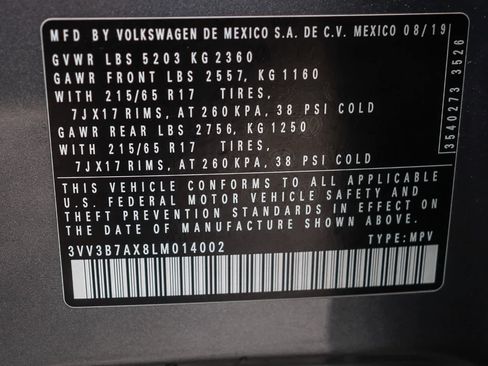 MFD BY VOLKSWAGEN DE MEXICO S.A. DE C.V. MEXICO 08/19
GVWR LBS 5203 KG 2360
GAWR FRONT LBS 2557, KG 1160
WITH 215/65 R17 TIRES,
7JX17 RIMS, AT 260 KPA, 38 PSI COLD
GAWR REAR LBS 2756, KG 1250
WITH 215/65 R17 TIRES,
7JX17 RIMS, AT 260 KPA, 38 PSI COLD
THIS VEHICLE CONFORMS TO ALL APPLICABLE
U.S. FEDERAL MOTOR VEHICLE SAFETY AND
THEFT PREVENTION STANDARDS IN EFFECT ON
THE DATE OF MANUFACTURE SHOWN ABOVE.
3VV3B7AX8LM014002 TYPE: MPV
3540273 3526